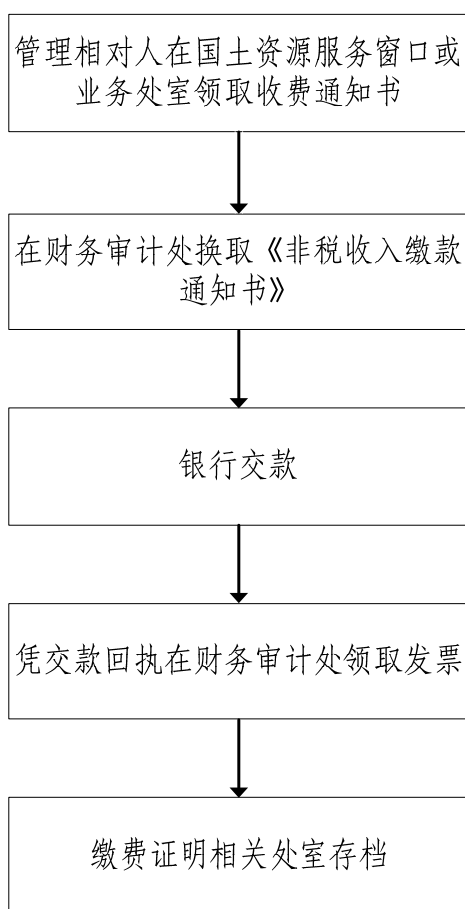 管理相对人在国土资源服务窗口或
业务处室领取收费通知书
在财务审计处换取《非税收入缴款
通知书》
银行交款
凭交款回执在财务审计处领取发票
缴费证明相关处室存档